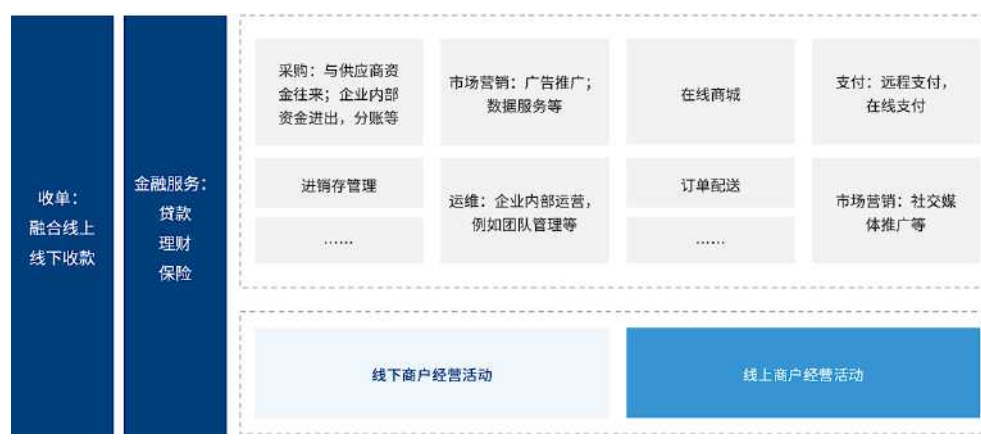 收单：
融合线上
线下收款
金融服务：
贷款
理财
保险
采购：与供应商资
金往来；企业内部
资金进出，分账等
市场营销：广告推广；
数据服务等
在线商城
支付：远程支付，
在线支付
进销存管理
……
运维：企业内部运营，
例如团队管理等
订单配送
……
市场营销：社交媒
体推广等
线下商户经营活动
线上商户经营活动